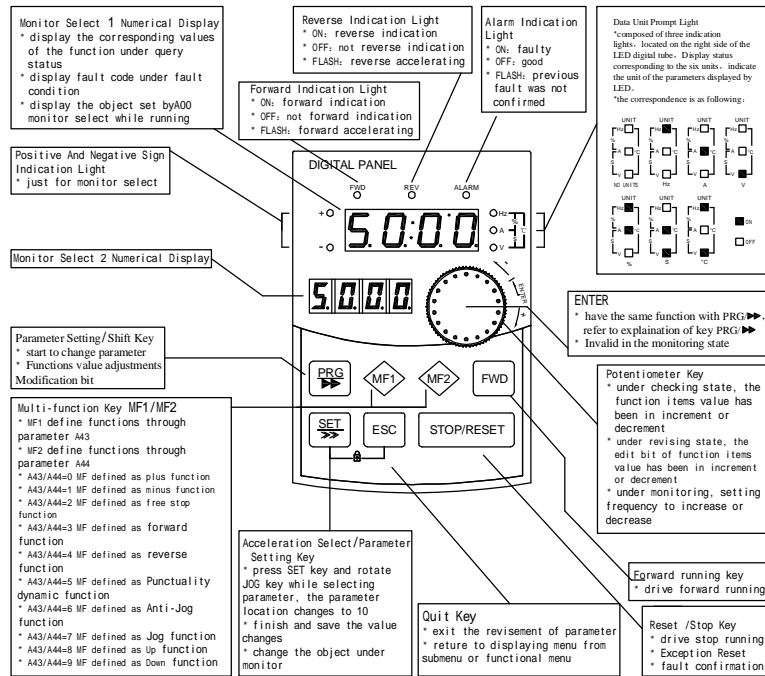 Monitor Select 1 Numerical Display
* display the corresponding values
of the function under query
status
* display fault code under fault
condition
* display the object set byA00
monitor select while running
Reverse Indication Light
* ON: reverse indication
* OFF: not reverse indication
* FLASH: reverse accelerating
Alarm Indication
Light
* ON: faulty
* OFF: good
* FLASH: previous
fault was not
confirmed
Data Unit Prompt Light
*composed of three indication
lights, located on the right side of the
LED digital tube. Display status
corresponding to the six units, indicate
the unit of the parameters displayed by
LED.
*the correspondence is as following:
UNIT UNIT UNIT UNIT
Hz Hz Hz Hz
% A °C % A °C % A °C % A °C
S V S V S V S V
NO UNITS Hz A V
UNIT UNIT UNIT
Hz Hz Hz
% A °C % A °C % A °C
S V S V S V
% S °C
ON
OFF
Forward Indication Light
* ON: forward indication
* OFF: not forward indication
* FLASH: forward accelerating
Positive And Negative Sign
Indication Light
* just for monitor select
DIGITAL PANEL
FWD REV ALARM
+ 5.0:0.0 Hz % °C
A
- V S
Monitor Select 2 Numerical Display
5.0.0.0
- ENTER +
ENTER
* have the same function with PRG/▶▶,
refer to explaination of key PRG/▶▶
* Invalid in the monitoring state
Parameter Setting/Shift Key
* start to change parameter
* Functions value adjustments
Modification bit
PRG
▶▶ MF1 MF2 FWD
SET
>> ESC STOP/RESET
Potentiometer Key
* under checking state, the
function items value has
been in increment or
decrement
* under revising state, the
edit bit of function items
value has been in increment
or decrement
* under monitoring, setting
frequency to increase or
decrease
Multi-function Key MF1/MF2
* MF1 define functions through
parameter A43
* MF2 define functions through
parameter A44
* A43/A44=0 MF defined as plus function
* A43/A44=1 MF defined as minus function
* A43/A44=2 MF defined as free stop
function
* A43/A44=3 MF defined as forward
function
* A43/A44=4 MF defined as reverse
function
* A43/A44=5 MF defined as Punctuality
dynamic function
* A43/A44=6 MF defined as Anti-Jog
function
* A43/A44=7 MF defined as Jog function
* A43/A44=8 MF defined as Up function
* A43/A44=9 MF defined as Down function
Acceleration Select/Parameter
Setting Key
* press SET key and rotate
JOG key while selecting
parameter, the parameter
location changes to 10
* finish and save the value
changes
* change the object under
monitor
Quit Key
* exit the revisement of parameter
* reture to displaying menu from
submenu or functional menu
Forward running key
* drive forward running
Reset /Stop Key
* drive stop running
* Exception Reset
* fault confirmation